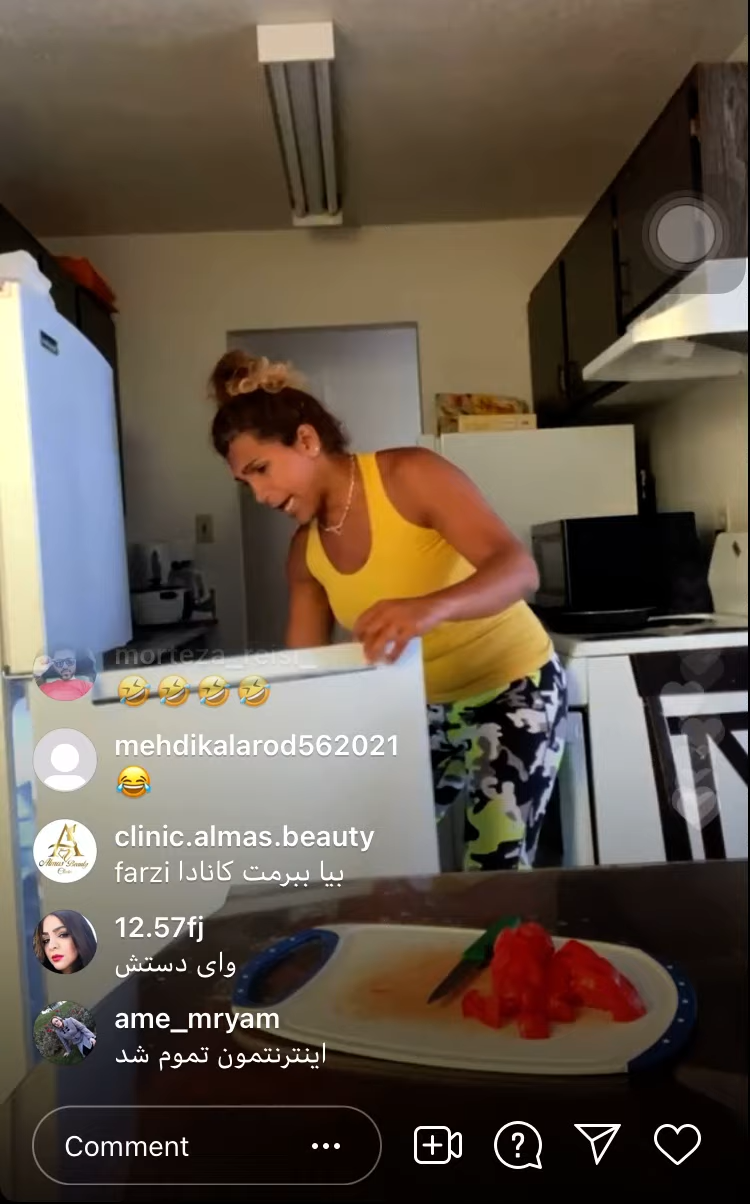 morteza_reisi_
🤣🤣🤣🤣
mehdikalarod562021
😂
clinic.almas.beauty
farzi بیا ببرمت کانادا
12.57fj
وای دستش
ame_mryam
اینترنتمون تموم شد
Comment